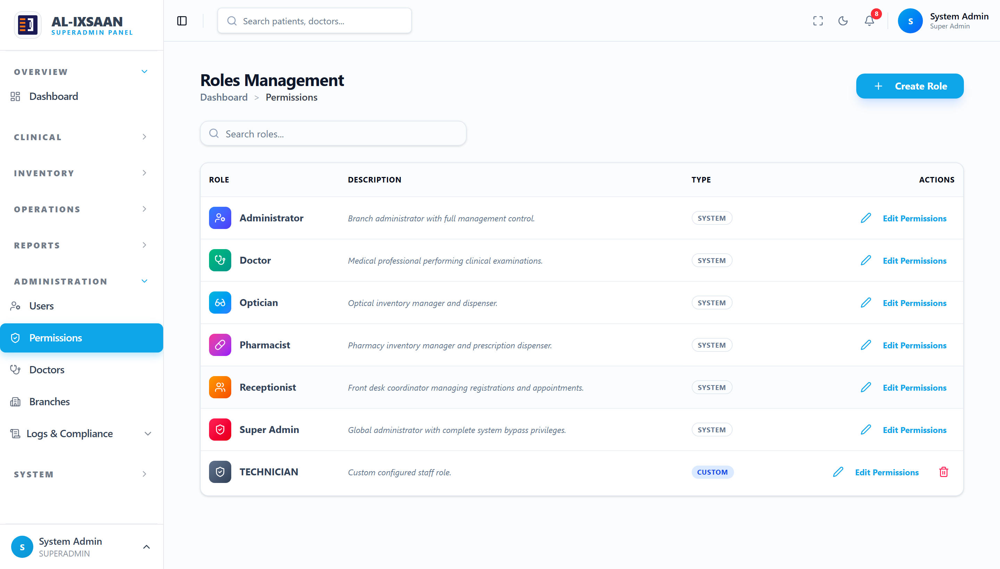 AL-IXSAAN
SUPERADMIN PANEL
OVERVIEW
Dashboard
CLINICAL
INVENTORY
OPERATIONS
REPORTS
ADMINISTRATION
Users
Permissions
Doctors
Branches
Logs & Compliance
SYSTEM
S
System Admin
SUPERADMIN
Search patients, doctors...
8
S
System Admin
Super Admin
Roles Management
Dashboard > Permissions
+ Create Role
Search roles...
ROLE DESCRIPTION TYPE ACTIONS
Administrator Branch administrator with full management control. SYSTEM Edit Permissions
Doctor Medical professional performing clinical examinations. SYSTEM Edit Permissions
Optician Optical inventory manager and dispenser. SYSTEM Edit Permissions
Pharmacist Pharmacy inventory manager and prescription dispenser. SYSTEM Edit Permissions
Receptionist Front desk coordinator managing registrations and appointments. SYSTEM Edit Permissions
Super Admin Global administrator with complete system bypass privileges. SYSTEM Edit Permissions
TECHNICIAN Custom configured staff role. CUSTOM Edit Permissions